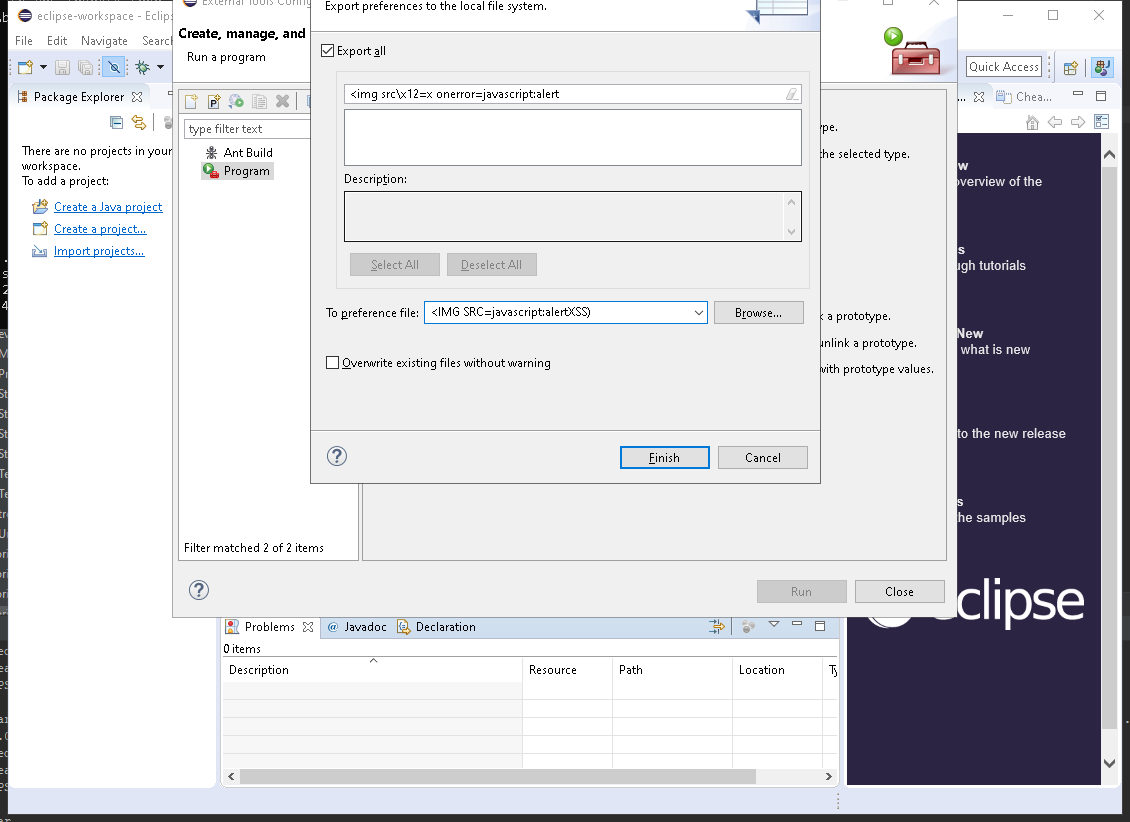 eclipse-workspace - Eclips
External Tools Config
Export preferences to the local file system.
File Edit Navigate Search
Create, manage, and
Run a program
Export all
Quick Access
Package Explorer
... Chea...
<img src\x12=x onerror=javascript:alert
type filter text
There are no projects in your
workspace.
To add a project:
Create a Java project
Create a project...
Import projects...
Ant Build
Program
ype.
the selected type.
Description:
w
overview of the
s
ugh tutorials
Select All
Deselect All
To preference file:
<IMG SRC=javascript:alertXSS)
Browse...
k a prototype.
unlink a prototype.
with prototype values.
New
what is new
Overwrite existing files without warning
to the new release
Finish
Cancel
s
he samples
Filter matched 2 of 2 items
Run
Close
clipse
Problems
@ Javadoc
Declaration
0 items
Description Resource Path Location Ty